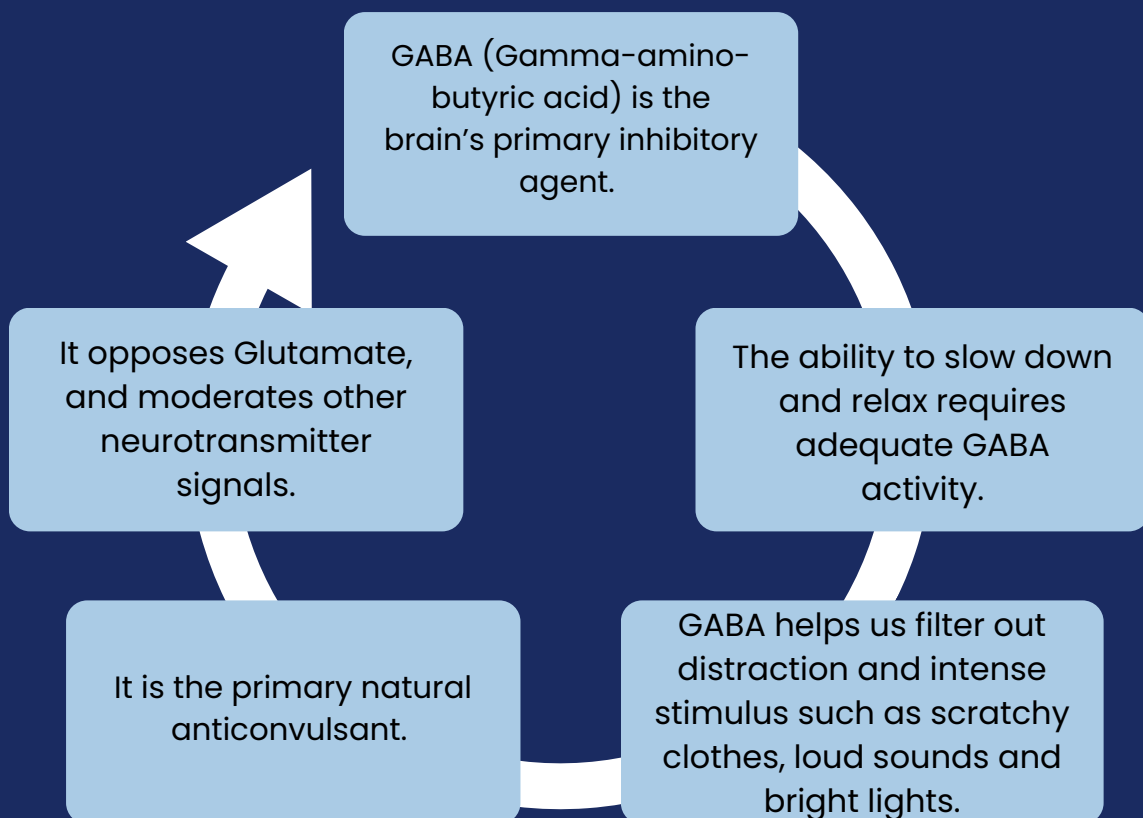 GABA (Gamma-amino-
butyric acid) is the
brain's primary inhibitory
agent.
The ability to slow down
and relax requires
adequate GABA
activity.
GABA helps us filter out
distraction and intense
stimulus such as scratchy
clothes, loud sounds and
bright lights.
It is the primary natural
anticonvulsant.
It opposes Glutamate,
and moderates other
neurotransmitter
signals.